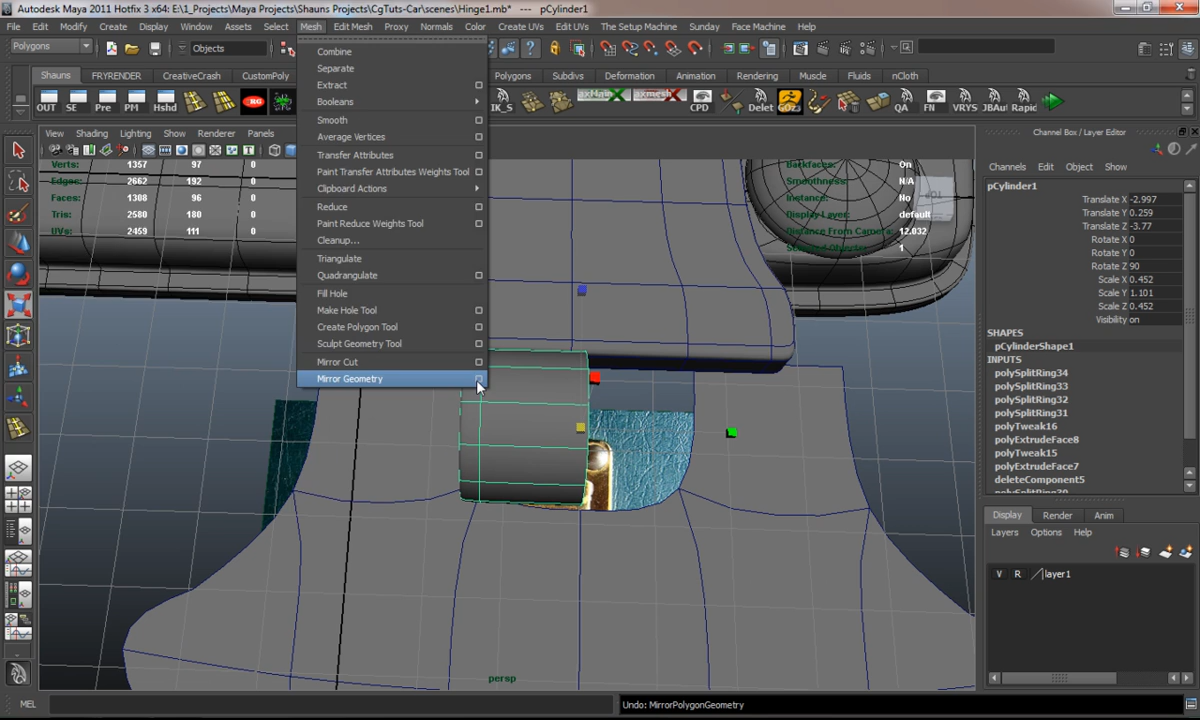 Autodesk Maya 2011 Hotfix 3 x64: E:\1_Projects\Maya Projects\Shauns Projects\CgTuts-Car\scenes\Hinge1.mb* --- pCylinder1
File Edit Modify Create Display Window Assets Select Mesh Edit Mesh Proxy Normals Color Create UVs Edit UVs The Setup Machine Sunday Face Machine Help
Polygons Objects
Shauns FRYRENDER CreativeCrash CustomPoly Polygons Subdivs Deformation Animation Rendering Muscle Fluids nCloth
OUT SE Pre PM Hshd IK_S CPD Delet GOz3 QA FN VRYS JBAu Rapic
View Shading Lighting Show Renderer Panels
Verts: 1357 97 0
Edges: 2662 192 0
Faces: 1308 96 0
Tris: 2580 180 0
UVs: 2459 111 0
Combine
Separate
Extract
Booleans
Smooth
Average Vertices
Transfer Attributes
Paint Transfer Attributes Weights Tool
Clipboard Actions
Reduce
Paint Reduce Weights Tool
Cleanup...
Triangulate
Quadrangulate
Fill Hole
Make Hole Tool
Create Polygon Tool
Sculpt Geometry Tool
Mirror Cut
Mirror Geometry
Backfaces: On
Smoothness: N/A
Instance: No
Display Layer: default
Distance From Camera: 12.032
Selected Objects: 1
persp
Channel Box / Layer Editor
Channels Edit Object Show
pCylinder1
Translate X -2.997
Translate Y 0.259
Translate Z -3.77
Rotate X 0
Rotate Y 0
Rotate Z 90
Scale X 0.452
Scale Y 1.101
Scale Z 0.452
Visibility on
SHAPES
pCylinderShape1
INPUTS
polySplitRing34
polySplitRing33
polySplitRing32
polySplitRing31
polyTweak16
polyExtrudeFace8
polyTweak15
polyExtrudeFace7
deleteComponent5
Display Render Anim
Layers Options Help
V R layer1
MEL
Undo: MirrorPolygonGeometry